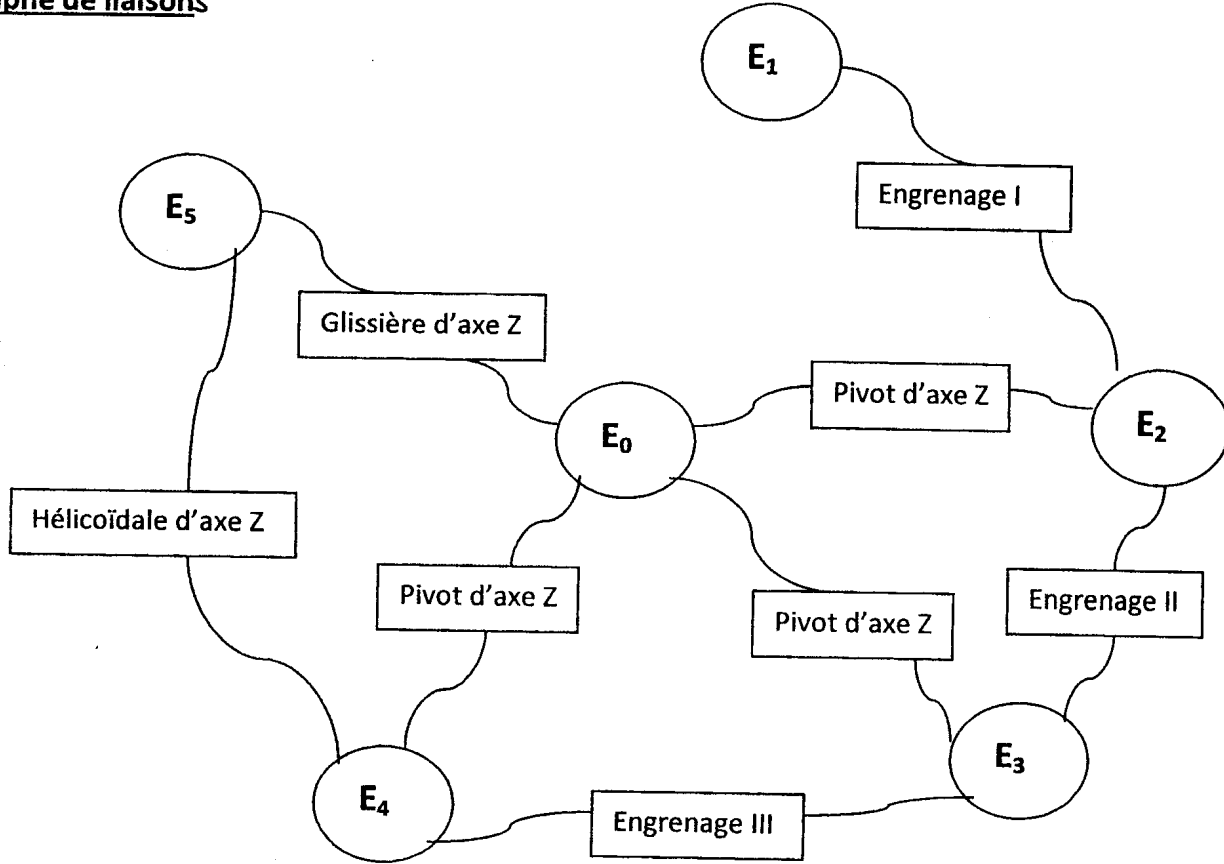 de liaisons
E₁
Engrenage I
E₅
Glissière d'axe Z
Pivot d'axe Z
E₀
E₂
Hélicoïdale d'axe Z
Pivot d'axe Z
Pivot d'axe Z
Engrenage II
E₃
E₄
Engrenage III